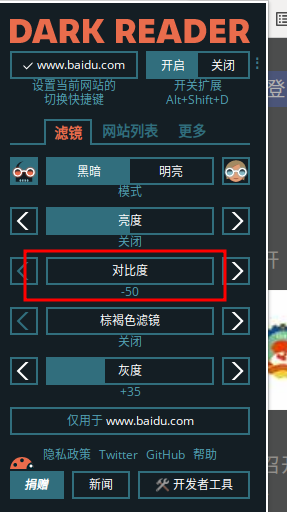 DARK READER
www.baidu.com 开启 关闭
设置当前网站的 开关扩展
切换快捷键 Alt+Shift+D
滤镜 网站列表 更多
黑暗 明亮
模式
亮度
关闭
对比度
-50
棕褐色滤镜
关闭
灰度
+35
仅用于 www.baidu.com
隐私政策 Twitter GitHub 帮助
捐赠 新闻 开发者工具
登
召开